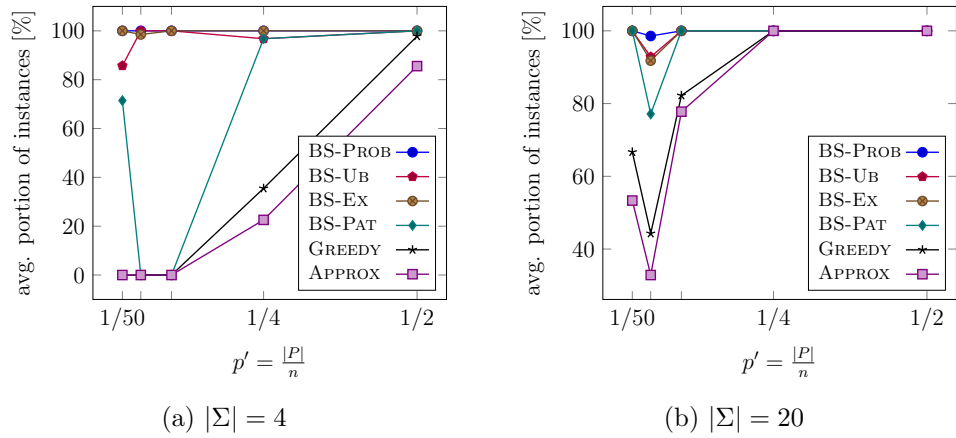 avg. portion of instances [%]
100
80
60
40
20
0
BS-PROB
BS-UB
BS-EX
BS-PAT
GREEDY
APPROX
1/50
1/4
1/2
p′ = |P|/n
(a) |Σ| = 4
avg. portion of instances [%]
100
80
60
40
BS-PROB
BS-UB
BS-EX
BS-PAT
GREEDY
APPROX
1/50
1/4
1/2
p′ = |P|/n
(b) |Σ| = 20